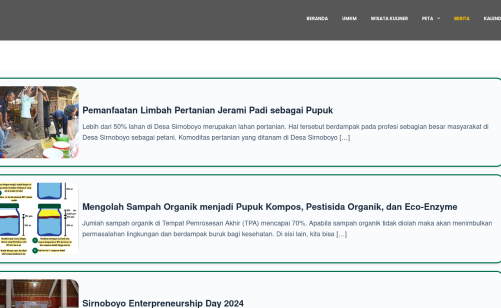 BERANDA UMKM WISATA KULINER PETA BERITA KALEND
Pemanfaatan Limbah Pertanian Jerami Padi sebagai Pupuk
Lebih dari 50% lahan di Desa Sirnoboyo merupakan lahan pertanian. Hal tersebut berdampak pada profesi sebagian besar masyarakat di
Desa Sirnoboyo sebagai petani. Komoditas pertanian yang ditanam di Desa Sirnoboyo […]
Mengolah Sampah Organik menjadi Pupuk Kompos, Pestisida Organik, dan Eco-Enzyme
Jumlah sampah organik di Tempat Pemrosesan Akhir (TPA) mencapai 70%. Apabila sampah organik tidak diolah maka akan menimbulkan
permasalahan lingkungan dan berdampak buruk bagi kesehatan. Di sisi lain, kita bisa […]
Sirnoboyo Enterpreneurship Day 2024